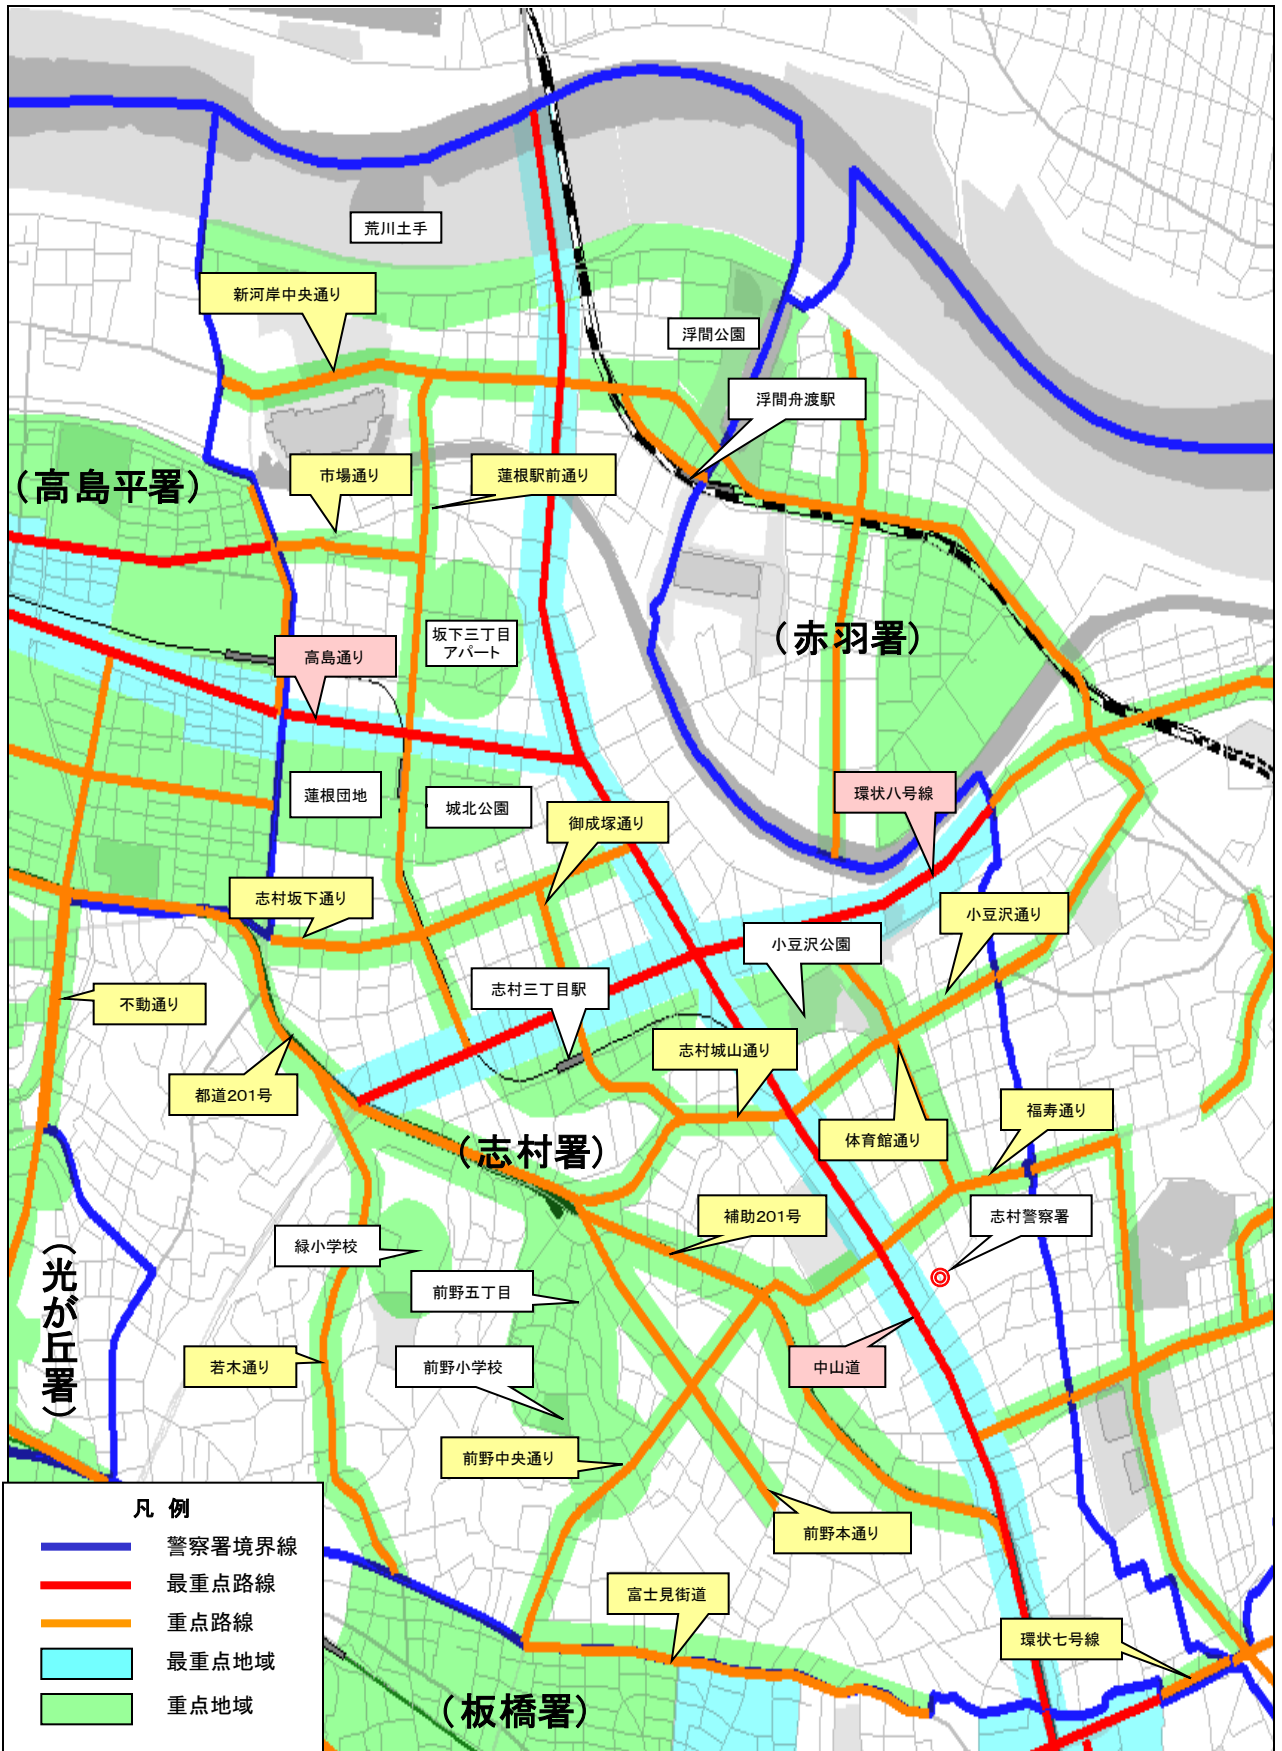 荒川土手
新河岸中央通り
浮間公園
浮間舟渡駅
(高島平署)
市場通り
蓮根駅前通り
坂下三丁目
アパート
(赤羽署)
高島通り
蓮根団地
城北公園
環状八号線
御成塚通り
志村坂下通り
小豆沢通り
小豆沢公園
不動通り
志村三丁目駅
志村城山通り
都道201号
福寿通り
体育館通り
(志村署)
補助201号
志村警察署
緑小学校
前野五丁目
(光が丘署)
若木通り
前野小学校
中山道
前野中央通り
前野本通り
富士見街道
環状七号線
(板橋署)
凡 例
警察署境界線
最重点路線
重点路線
最重点地域
重点地域